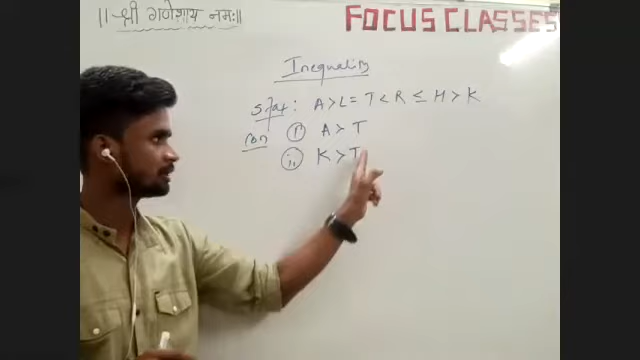 ॥श्री गणेशाय नमः॥
FOCUS CLASSES
Inequality
Stat: A > L = T < R ≤ H > K
Con (i) A > T
(ii) K > T